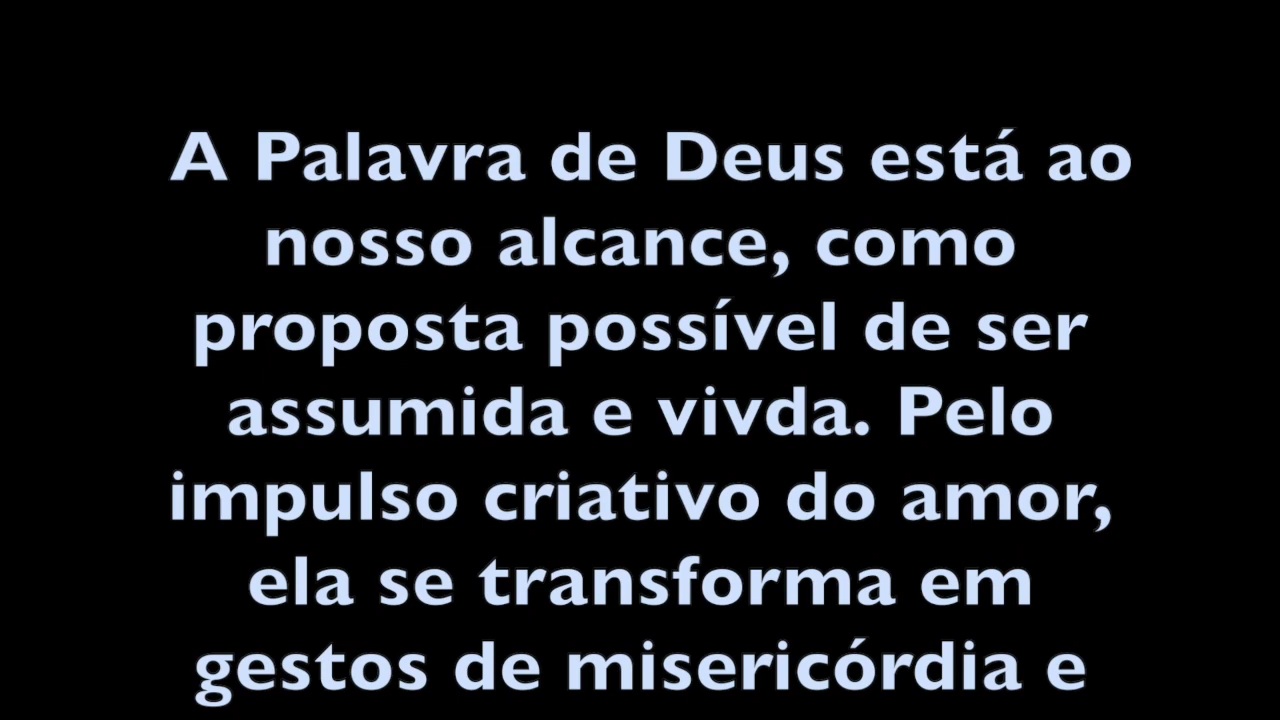 A Palavra de Deus está ao
nosso alcance, como
proposta possível de ser
assumida e vivda. Pelo
impulso criativo do amor,
ela se transforma em
gestos de misericórdia e